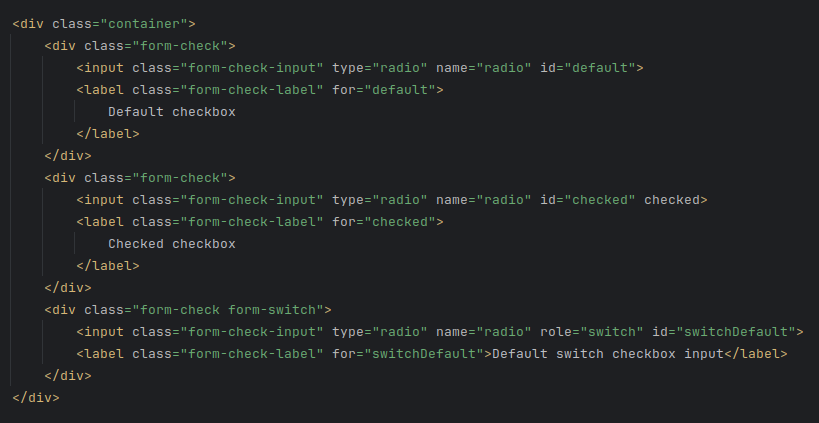 <div class="container">
    <div class="form-check">
        <input class="form-check-input" type="radio" name="radio" id="default">
        <label class="form-check-label" for="default">
            Default checkbox
        </label>
    </div>
    <div class="form-check">
        <input class="form-check-input" type="radio" name="radio" id="checked" checked>
        <label class="form-check-label" for="checked">
            Checked checkbox
        </label>
    </div>
    <div class="form-check form-switch">
        <input class="form-check-input" type="radio" name="radio" role="switch" id="switchDefault">
        <label class="form-check-label" for="switchDefault">Default switch checkbox input</label>
    </div>
</div>